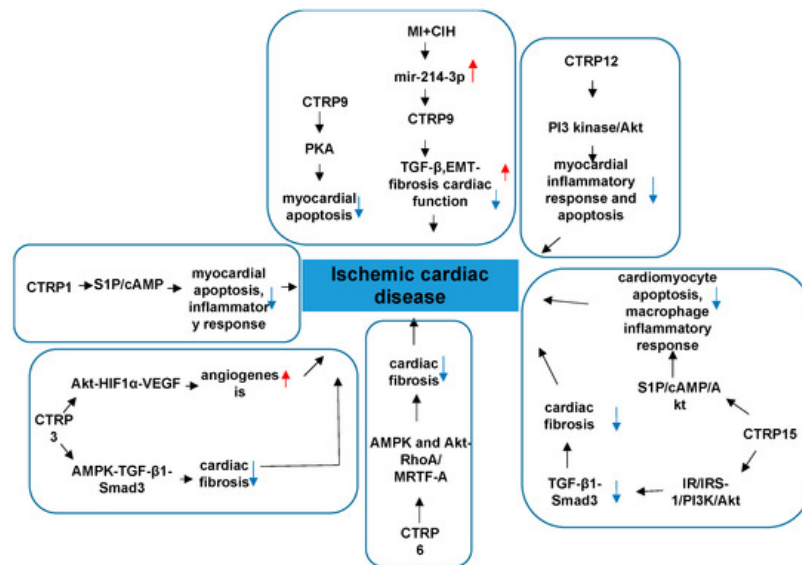 MI+CIH
mir-214-3p
CTRP9
TGF-β,EMT-
fibrosis cardiac
function
CTRP9
PKA
myocardial
apoptosis
CTRP12
PI3 kinase/Akt
myocardial
inflammatory
response and
apoptosis
CTRP1
S1P/cAMP
myocardial
apoptosis,
inflammator
y response
Ischemic cardiac
disease
cardiomyocyte
apoptosis,
macrophage
inflammatory
response
S1P/cAMP/A
kt
CTRP15
IR/IRS-
1/PI3K/Akt
TGF-β1-
Smad3
cardiac
fibrosis
CTRP
3
Akt-HIF1α-VEGF
angiogenes
is
AMPK-TGF-β1-
Smad3
cardiac
fibrosis
cardiac
fibrosis
AMPK and Akt-
RhoA/
MRTF-A
CTRP
6